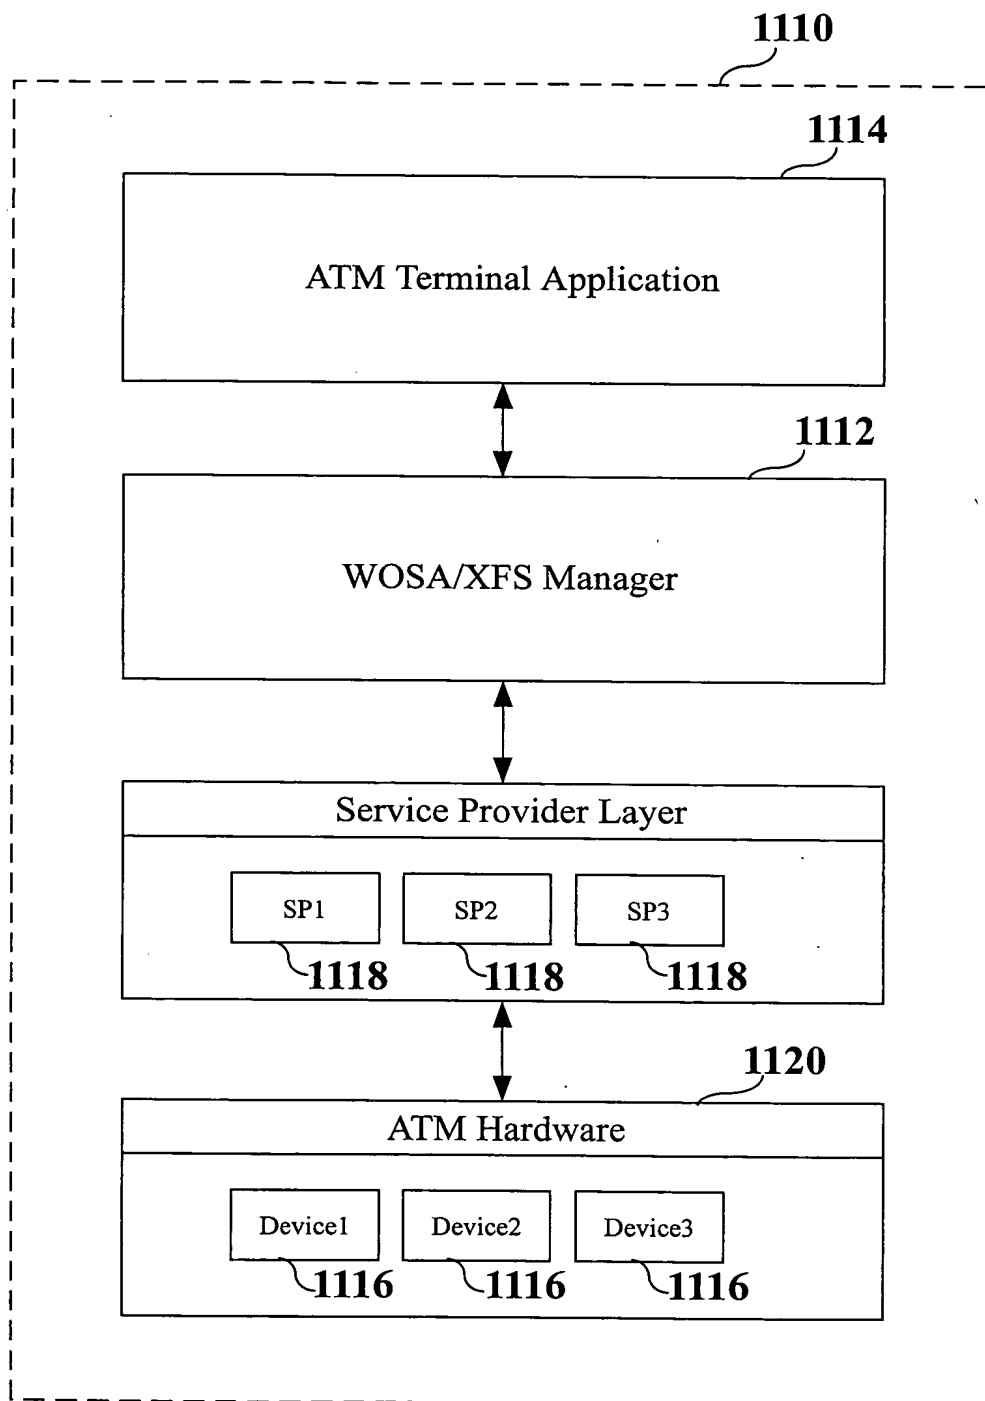 1110
1114
ATM Terminal Application
1112
WOSA/XFS Manager
Service Provider Layer
SP1 SP2 SP3
1118 1118 1118
1120
ATM Hardware
Device1 Device2 Device3
1116 1116 1116